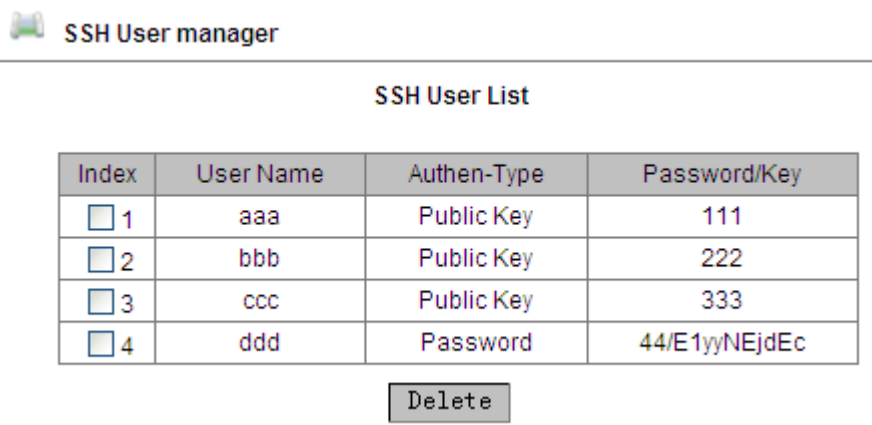 SSH User manager
SSH User List
Index User Name Authen-Type Password/Key
1 aaa Public Key 111
2 bbb Public Key 222
3 ccc Public Key 333
4 ddd Password 44/E1yyNEjdEc
Delete